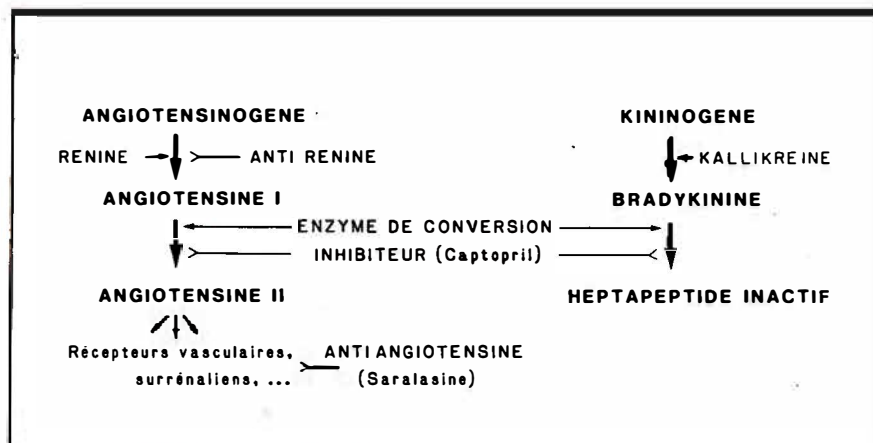 ANGIOTENSINOGENE KININOGENE
RENINE ANTI RENINE KALLIKREINE
ANGIOTENSINE I BRADYKININE
ENZYME DE CONVERSION
INHIBITEUR (Captopril)
ANGIOTENSINE II HEPTAPEPTIDE INACTIF
Récepteurs vasculaires, ANTI ANGIOTENSINE
surrénaliens, ... (Saralasine)